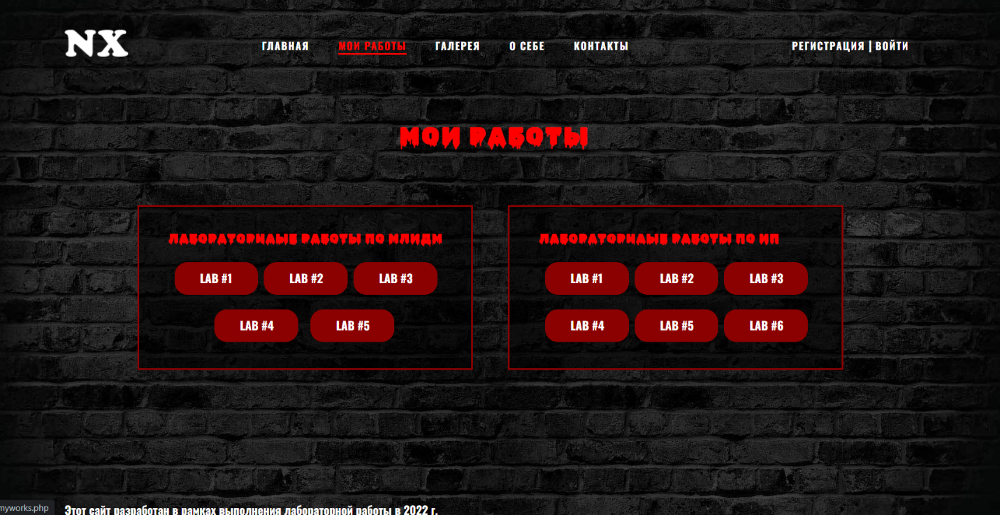 NX
ГЛАВНАЯ МОИ РАБОТЫ ГАЛЕРЕЯ О СЕБЕ КОНТАКТЫ РЕГИСТРАЦИЯ | ВОЙТИ
МОИ РАБОТЫ
ЛАБОРАТОРНЫЕ РАБОТЫ ПО МЛИДМ
LAB #1 LAB #2 LAB #3
LAB #4 LAB #5
ЛАБОРАТОРНЫЕ РАБОТЫ ПО ИП
LAB #1 LAB #2 LAB #3
LAB #4 LAB #5 LAB #6
myworks.php
Этот сайт разработан в рамках выполнения лабораторной работы в 2022 г.